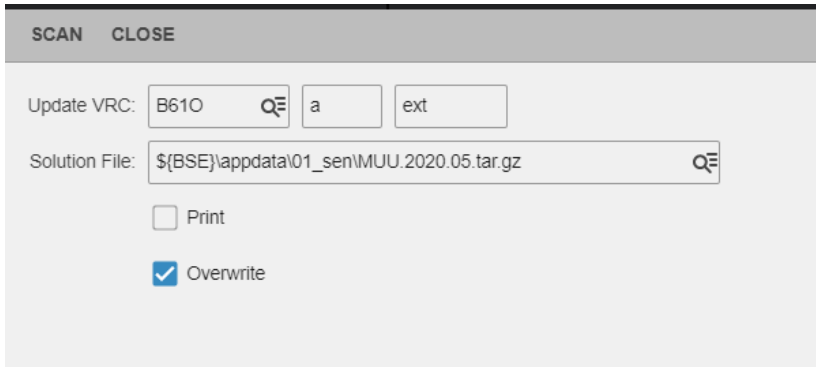 SCAN CLOSE
Update VRC: B61O a ext
Solution File: ${BSE}\appdata\01_sen\MUU.2020.05.tar.gz
Print
Overwrite